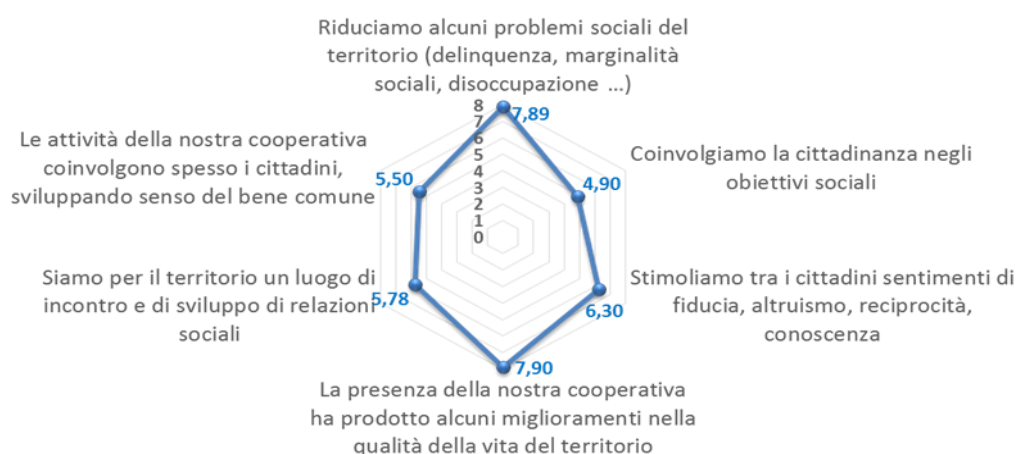 Riduciamo alcuni problemi sociali del
territorio (delinquenza, marginalità
sociali, disoccupazione ...)
8
7
6
5
4
3
2
1
0
7,89
Coinvolgiamo la cittadinanza negli
obiettivi sociali
4,90
Stimoliamo tra i cittadini sentimenti di
fiducia, altruismo, reciprocità,
conoscenza
6,30
La presenza della nostra cooperativa
ha prodotto alcuni miglioramenti nella
qualità della vita del territorio
7,90
Siamo per il territorio un luogo di
incontro e di sviluppo di relazioni
sociali
5,78
Le attività della nostra cooperativa
coinvolgono spesso i cittadini,
sviluppando senso del bene comune
5,50